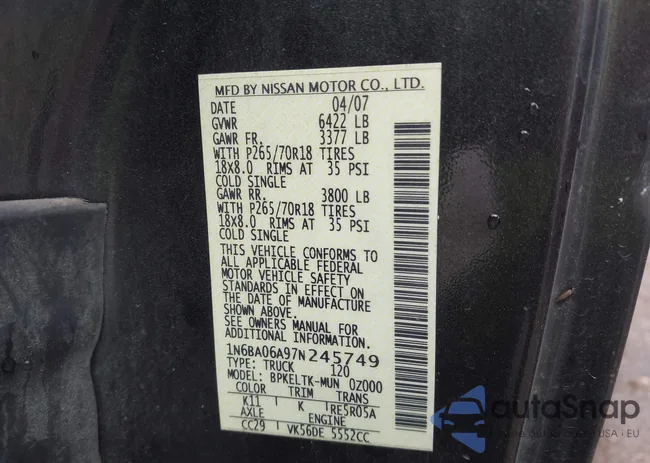 MFD BY NISSAN MOTOR CO., LTD.
DATE 04/07
GVWR 6422 LB
GAWR FR. 3377 LB
WITH P265/70R18 TIRES
18X8.0 RIMS AT 35 PSI
COLD SINGLE
GAWR RR. 3800 LB
WITH P265/70R18 TIRES
18X8.0 RIMS AT 35 PSI
COLD SINGLE
THIS VEHICLE CONFORMS TO
ALL APPLICABLE FEDERAL
MOTOR VEHICLE SAFETY
STANDARDS IN EFFECT ON
THE DATE OF MANUFACTURE
SHOWN ABOVE.
SEE OWNERS MANUAL FOR
ADDITIONAL INFORMATION.
1N6BA06A97N245749
TYPE: TRUCK 120
MODEL: BPKELTK-MUN 0Z000
COLOR TRIM TRANS
K11 K RE5R05A
AXLE ENGINE
CC29 VK56DE 5552CC
autoSnap
USA | EU